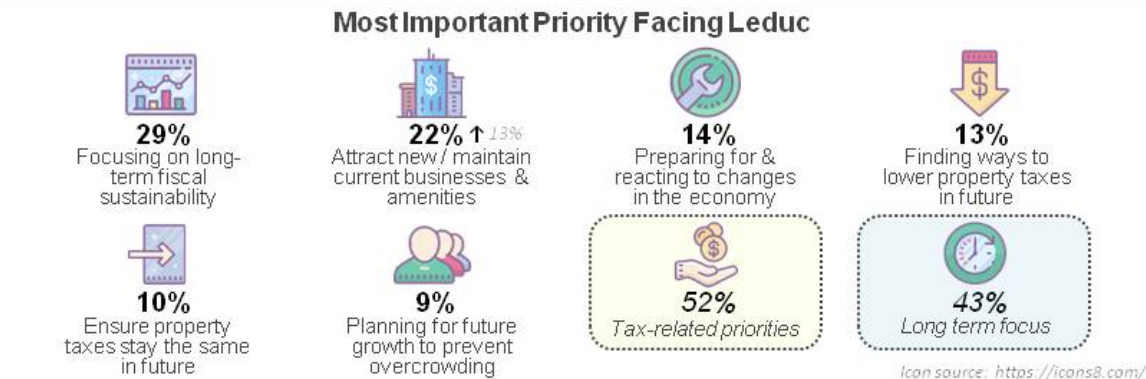 Most Important Priority Facing Leduc
29%
Focusing on long-
term fiscal
sustainability
22% ↑ 13%
Attract new / maintain
current businesses &
amenities
14%
Preparing for &
reacting to changes
in the economy
13%
Finding ways to
lower property taxes
in future
10%
Ensure property
taxes stay the same
in future
9%
Planning for future
growth to prevent
overcrowding
52%
Tax-related priorities
43%
Long term focus
Icon source: https://icons8.com/